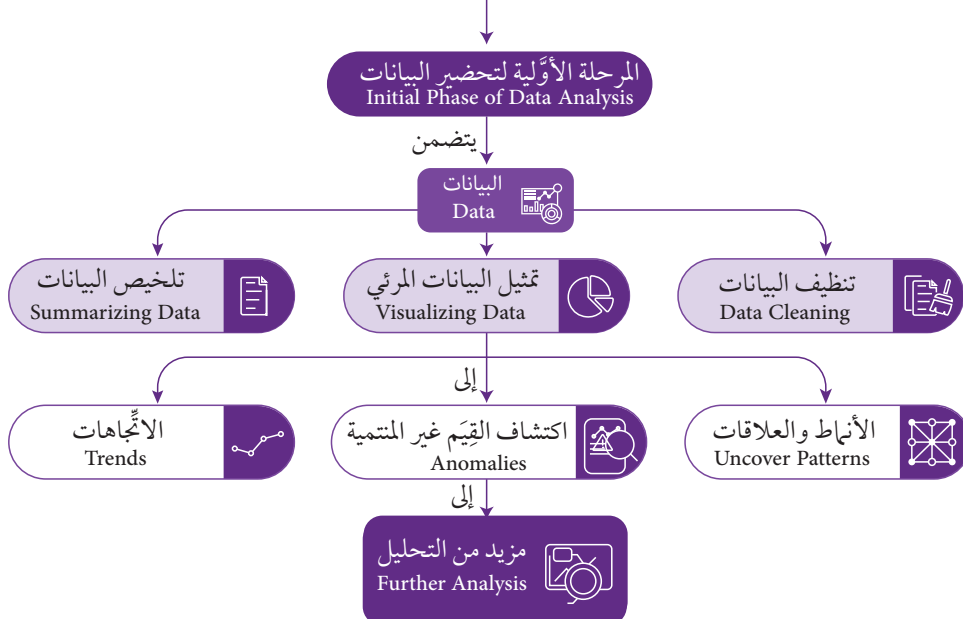 المرحلة الأوَّلية لتحضير البيانات
Initial Phase of Data Analysis
يتضمن
البيانات
Data
تنظيف البيانات
Data Cleaning
تمثيل البيانات المرئي
Visualizing Data
تلخيص البيانات
Summarizing Data
إلى
الأنماط والعلاقات
Uncover Patterns
اكتشاف القِيَم غير المنتمية
Anomalies
الاتِّجاهات
Trends
إلى
مزيد من التحليل
Further Analysis